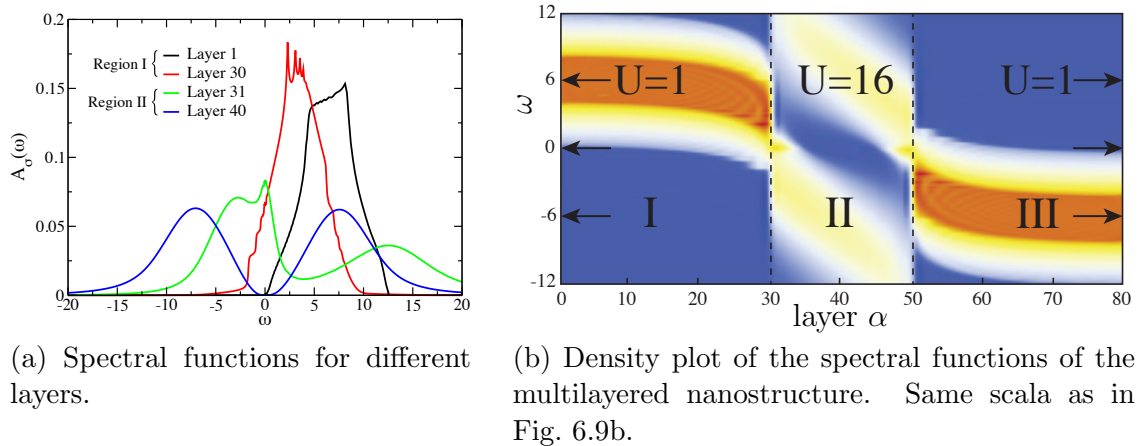 0.2
0.15
0.1
0.05
0
A_σ(ω)
Region I { Layer 1
Layer 30
Region II { Layer 31
Layer 40
-20 -15 -10 -5 0 5 10 15 20
ω
12
6
0
-6
-12
ω
U=1 U=16 U=1
I II III
0 10 20 30 40 50 60 70 80
layer α
(a) Spectral functions for different
layers.
(b) Density plot of the spectral functions of the
multilayered nanostructure. Same scala as in
Fig. 6.9b.